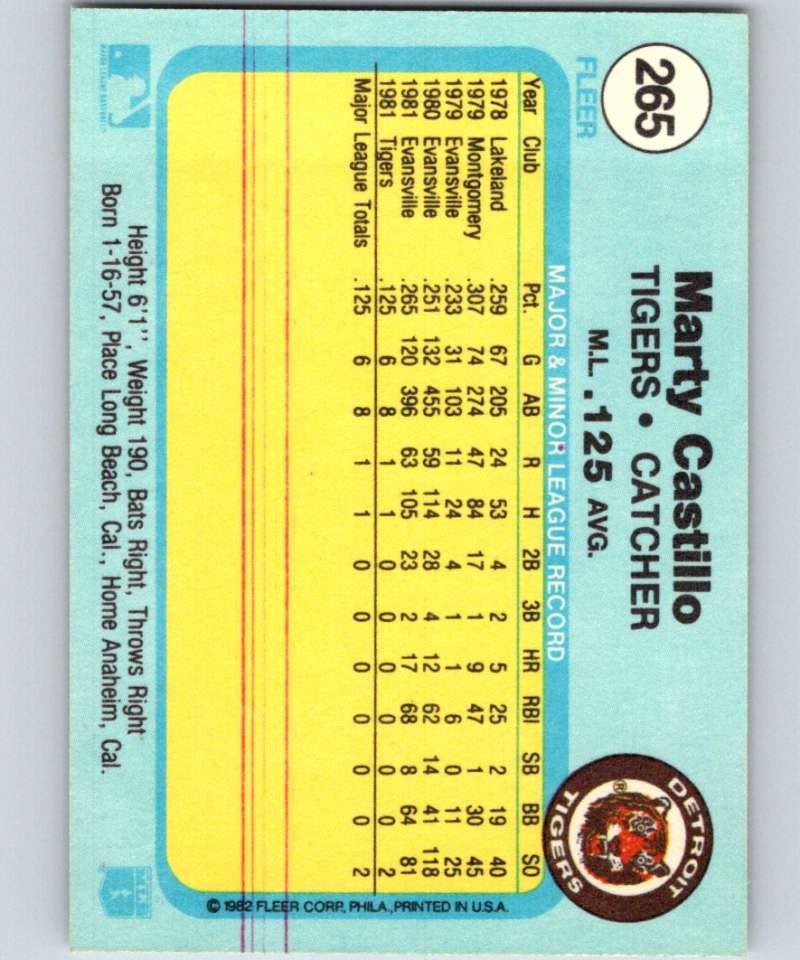 265
FLEER
Marty Castillo
TIGERS • CATCHER
M.L. .125 AVG.
DETROIT TIGERS
®
MAJOR & MINOR LEAGUE RECORD
Year Club Pct. G AB R H 2B 3B HR RBI SB BB SO
1978 Lakeland .259 67 205 24 53 4 2 5 25 2 19 40
1979 Montgomery .307 74 274 47 84 17 1 9 47 1 30 45
1979 Evansville .233 31 103 11 24 4 1 1 6 0 11 25
1980 Evansville .251 132 455 59 114 28 4 12 62 14 41 118
1981 Evansville .265 120 396 63 105 23 2 17 68 8 64 81
1981 Tigers .125 6 8 1 1 0 0 0 0 0 0 2
Major League Totals .125 6 8 1 1 0 0 0 0 0 0 2
© 1982 FLEER CORP., PHILA., PRINTED IN U.S.A.
Height 6'1'', Weight 190, Bats Right, Throws Right
Born 1-16-57, Place Long Beach, Cal., Home Anaheim, Cal.